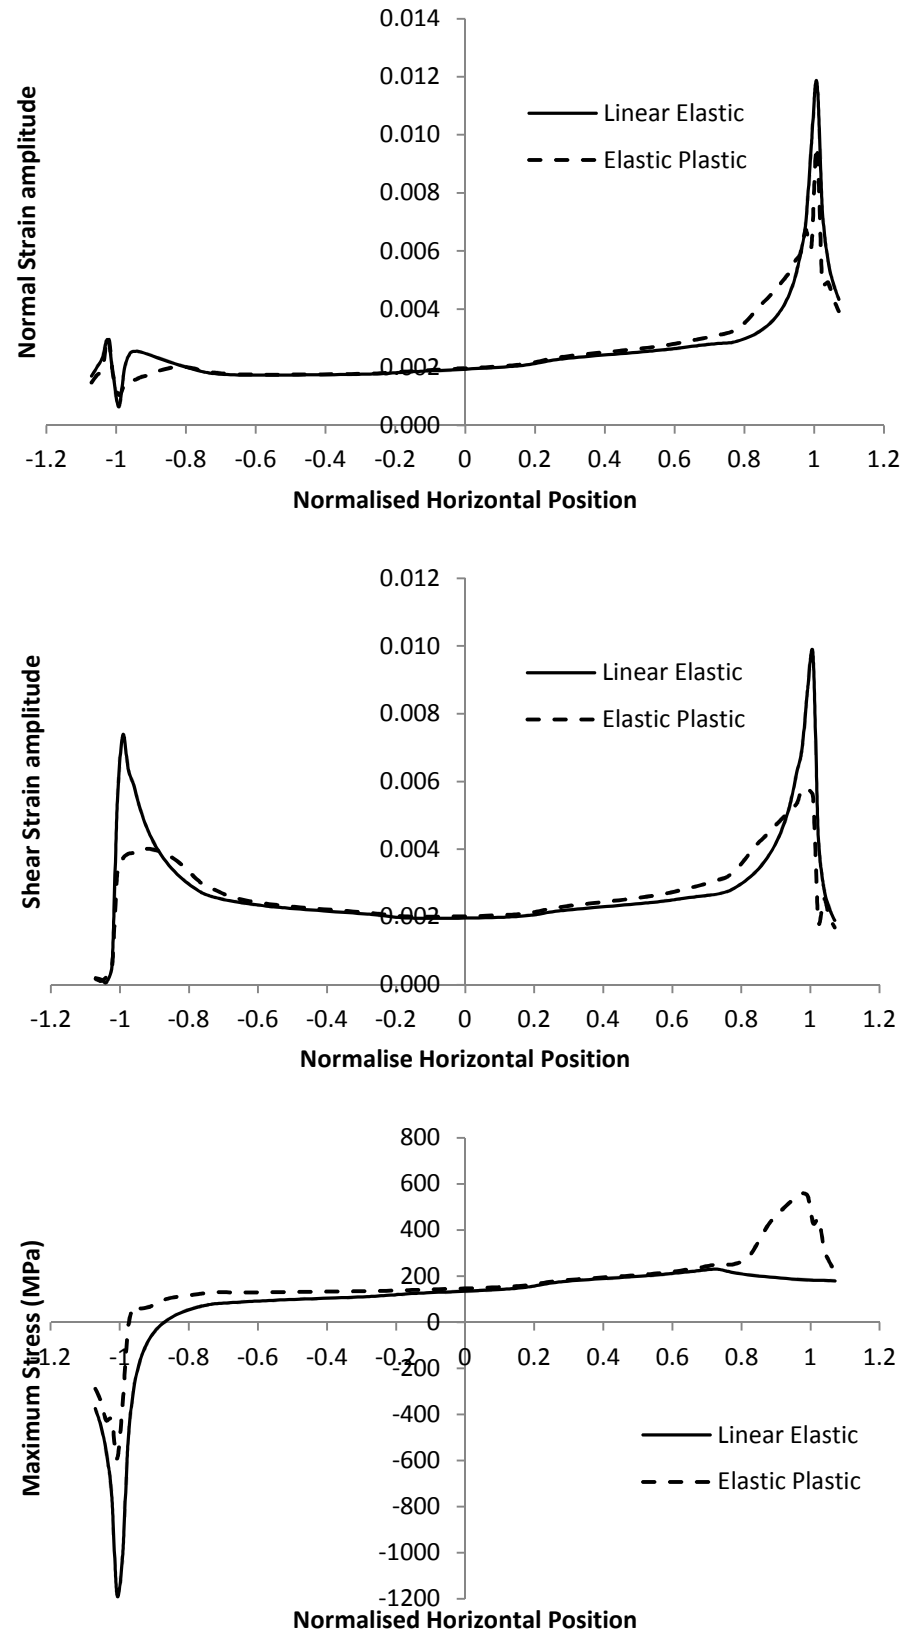 0.014
0.012
0.010
0.008
0.006
0.004
0.002
0.000
Normal Strain amplitude
Linear Elastic
Elastic Plastic
-1.2 -1 -0.8 -0.6 -0.4 -0.2 0 0.2 0.4 0.6 0.8 1 1.2
Normalised Horizontal Position
0.012
0.010
0.008
0.006
0.004
0.002
0.000
Shear Strain amplitude
Linear Elastic
Elastic Plastic
-1.2 -1 -0.8 -0.6 -0.4 -0.2 0 0.2 0.4 0.6 0.8 1 1.2
Normalise Horizontal Position
800
600
400
200
0
-200
-400
-600
-800
-1000
-1200
Maximum Stress (MPa)
-1.2 -1 -0.8 -0.6 -0.4 -0.2 0 0.2 0.4 0.6 0.8 1 1.2
Linear Elastic
Elastic Plastic
Normalised Horizontal Position